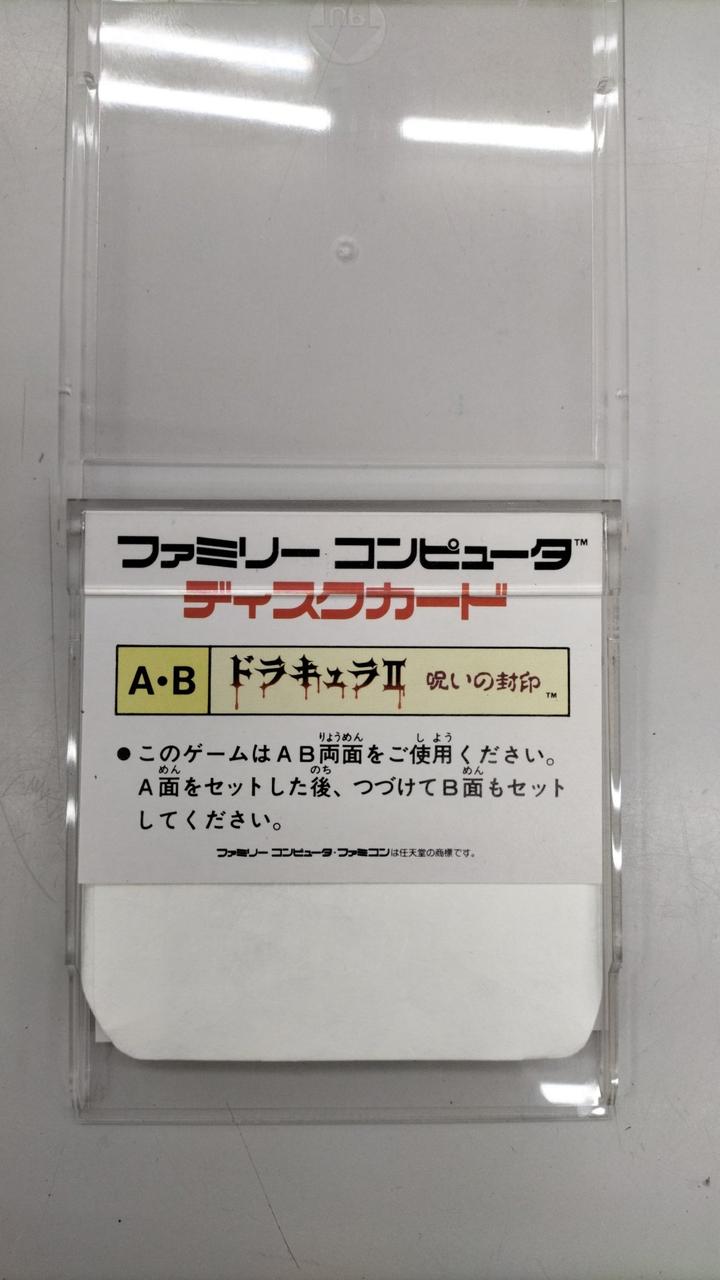 ファミリー コンピュータ™
ディスクカード
A・B ドラキュラII 呪いの封印™
●このゲームはAB両面をご使用ください。
A面をセットした後、つづけてB面もセット
してください。
ファミリー コンピュータ・ファミコンは任天堂の商標です。